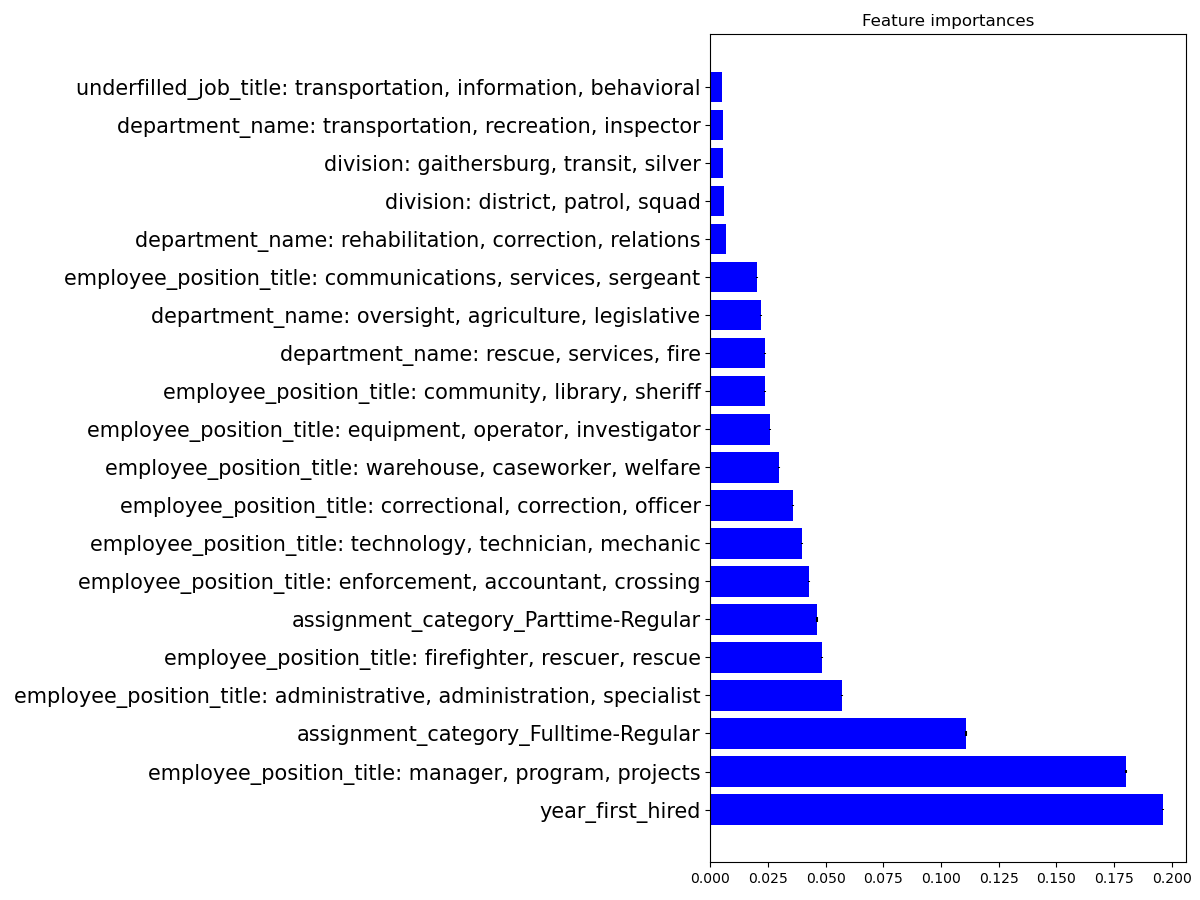 Feature importances
underfilled_job_title: transportation, information, behavioral
department_name: transportation, recreation, inspector
division: gaithersburg, transit, silver
division: district, patrol, squad
department_name: rehabilitation, correction, relations
employee_position_title: communications, services, sergeant
department_name: oversight, agriculture, legislative
department_name: rescue, services, fire
employee_position_title: community, library, sheriff
employee_position_title: equipment, operator, investigator
employee_position_title: warehouse, caseworker, welfare
employee_position_title: correctional, correction, officer
employee_position_title: technology, technician, mechanic
employee_position_title: enforcement, accountant, crossing
assignment_category_Parttime-Regular
employee_position_title: firefighter, rescuer, rescue
employee_position_title: administrative, administration, specialist
assignment_category_Fulltime-Regular
employee_position_title: manager, program, projects
year_first_hired
0.000 0.025 0.050 0.075 0.100 0.125 0.150 0.175 0.200